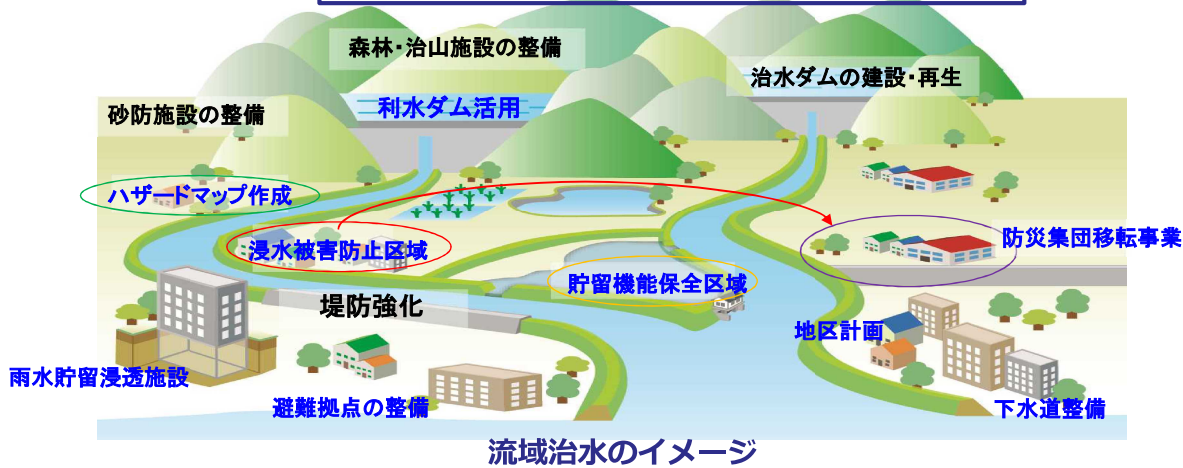 森林・治山施設の整備
治水ダムの建設・再生
砂防施設の整備
利水ダム活用
ハザードマップ作成
浸水被害防止区域
防災集団移転事業
貯留機能保全区域
堤防強化
地区計画
雨水貯留浸透施設
避難拠点の整備
下水道整備
流域治水のイメージ